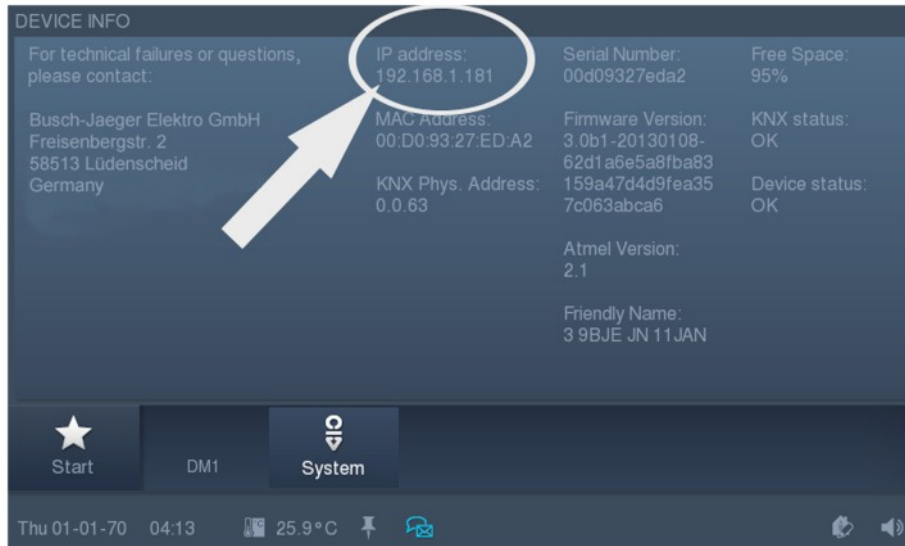 DEVICE INFO
For technical failures or questions,
please contact:
Busch-Jaeger Elektro GmbH
Freisenbergstr. 2
58513 Lüdenscheid
Germany
IP address:
192.168.1.181
MAC Address:
00:D0:93:27:ED:A2
KNX Phys. Address:
0.0.63
Serial Number:
00d09327eda2
Firmware Version:
3.0b1-20130108-
62d1a6e5a8fba83
159a47d4d9fea35
7c063abca6
Atmel Version:
2.1
Friendly Name:
3 9BJE JN 11JAN
Free Space:
95%
KNX status:
OK
Device status:
OK
Start
DM1
System
Thu 01-01-70 04:13 25.9°C